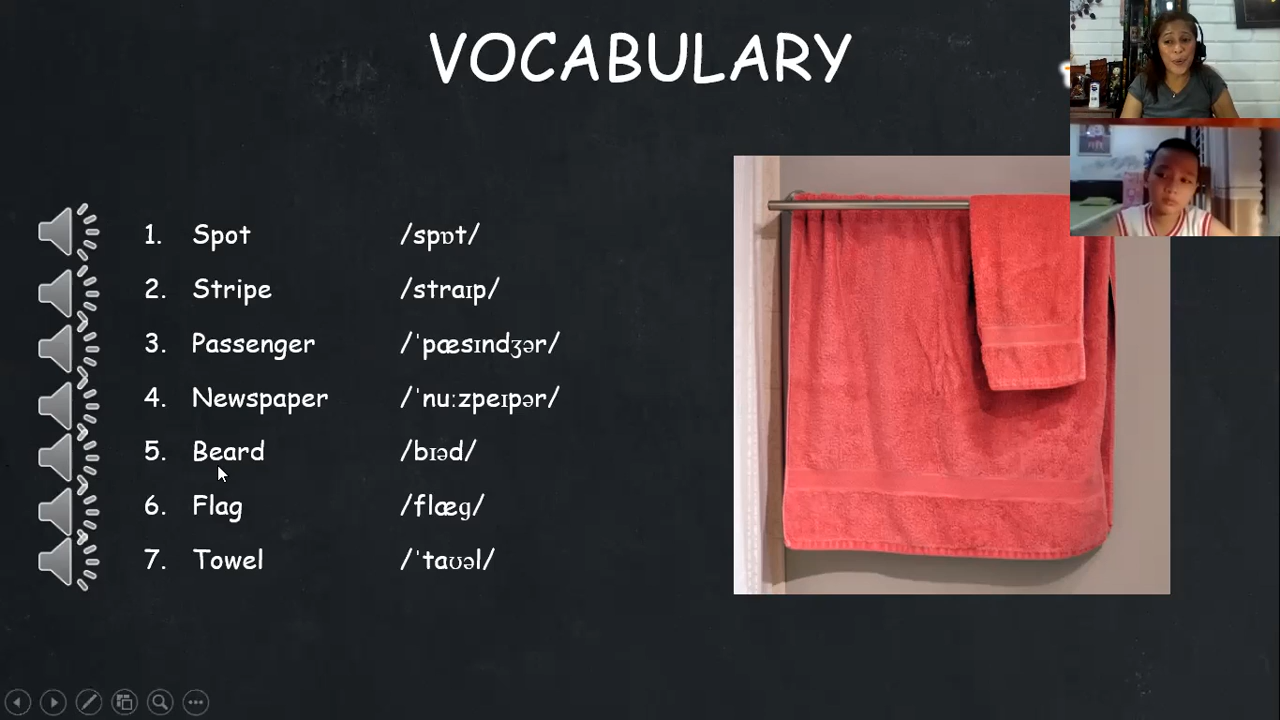 VOCABULARY
1. Spot /spɒt/
2. Stripe /straɪp/
3. Passenger /ˈpæsɪndʒər/
4. Newspaper /ˈnuːzpeɪpər/
5. Beard /bɪəd/
6. Flag /flæɡ/
7. Towel /ˈtaʊəl/